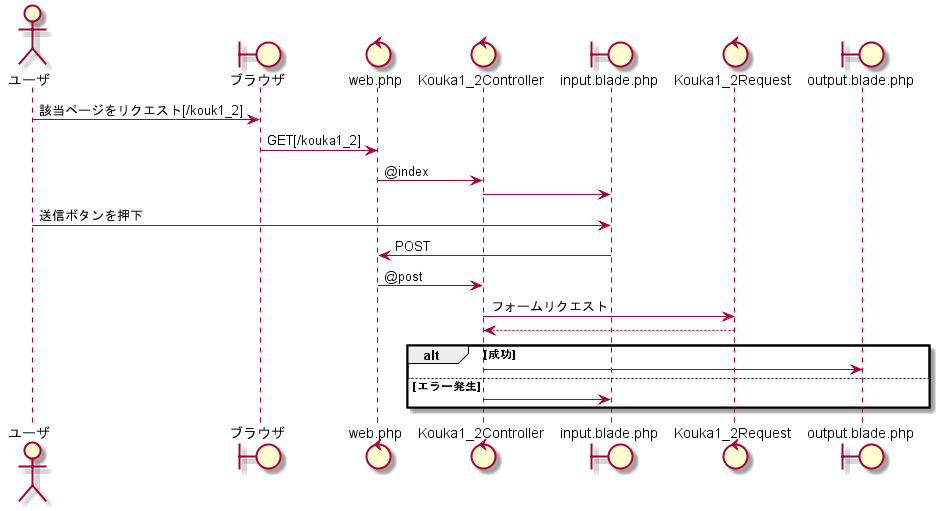 ユーザ
ブラウザ
web.php
Kouka1_2Controller
input.blade.php
Kouka1_2Request
output.blade.php
該当ページをリクエスト[/kouk1_2]
GET[/kouka1_2]
@index
送信ボタンを押下
POST
@post
フォームリクエスト
alt
[成功]
[エラー発生]
ユーザ
ブラウザ
web.php
Kouka1_2Controller
input.blade.php
Kouka1_2Request
output.blade.php